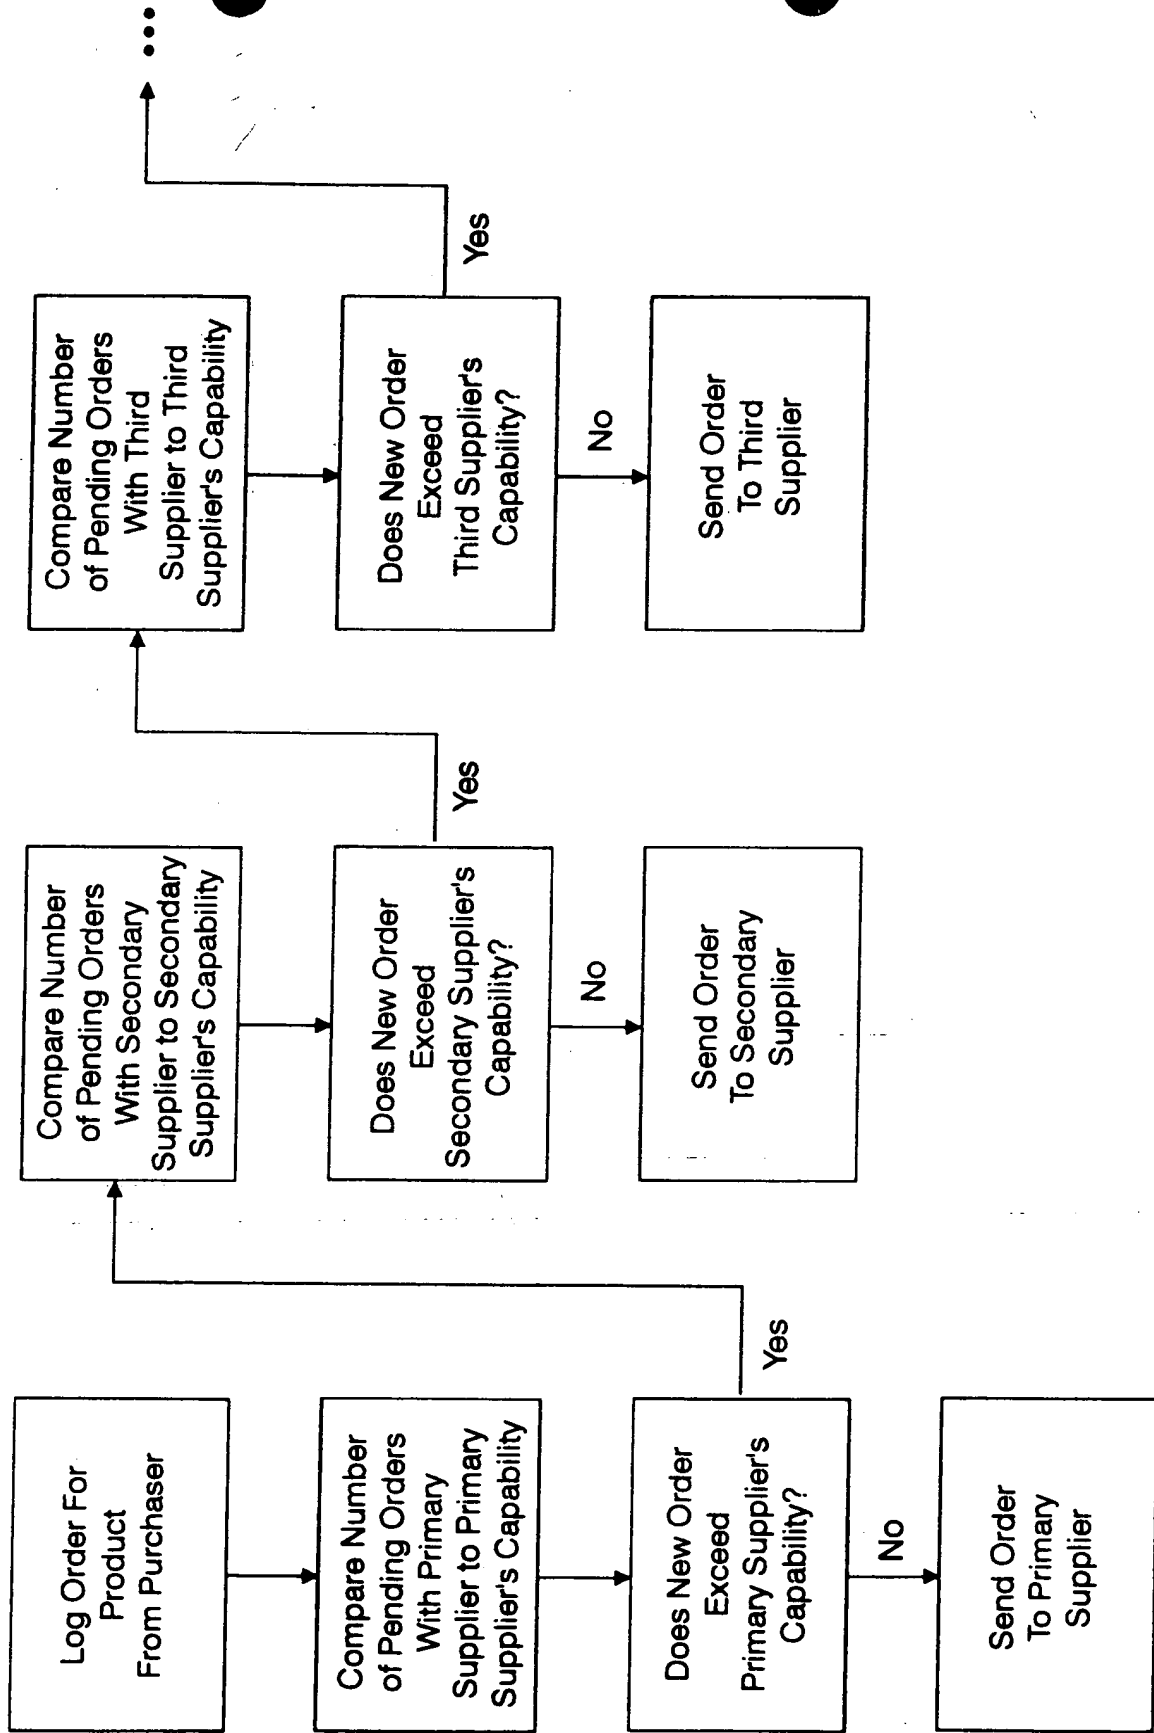 Log Order For
Product
From Purchaser
Compare Number
of Pending Orders
With Primary
Supplier to Primary
Supplier's Capability
Does New Order
Exceed
Primary Supplier's
Capability?
Yes
No
Send Order
To Primary
Supplier
Compare Number
of Pending Orders
With Secondary
Supplier to Secondary
Supplier's Capability
Does New Order
Exceed
Secondary Supplier's
Capability?
Yes
No
Send Order
To Secondary
Supplier
Compare Number
of Pending Orders
With Third
Supplier to Third
Supplier's Capability
Does New Order
Exceed
Third Supplier's
Capability?
Yes
No
Send Order
To Third
Supplier
•••